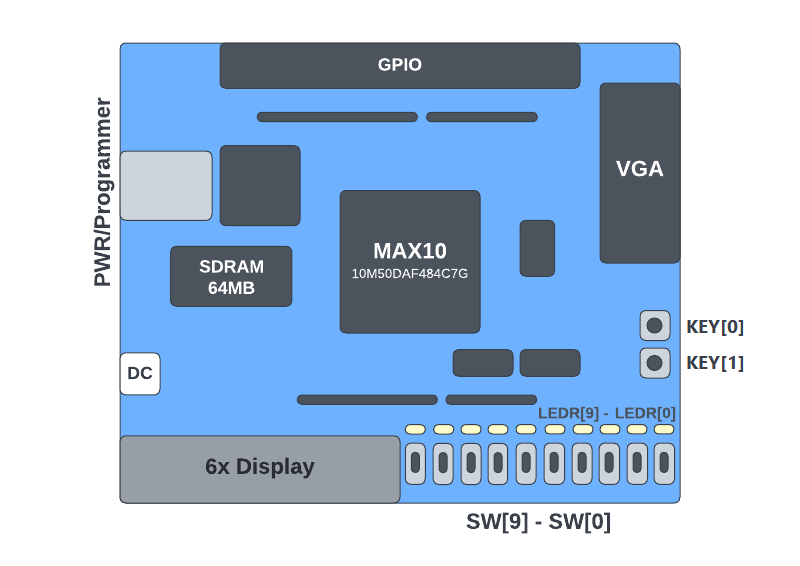 GPIO
PWR/Programmer
VGA
MAX10
10M50DAF484C7G
SDRAM
64MB
KEY[0]
KEY[1]
DC
LEDR[9] - LEDR[0]
6x Display
SW[9] - SW[0]